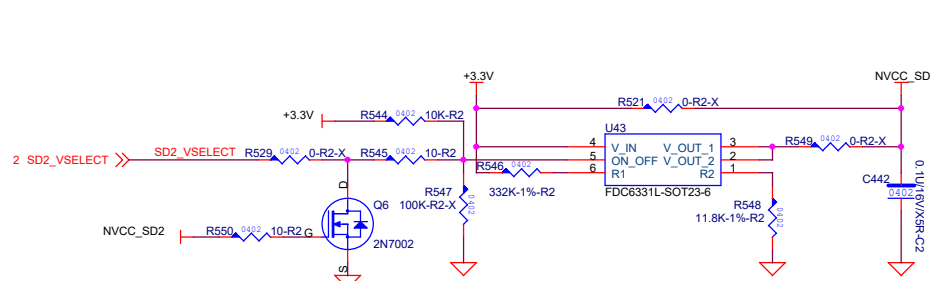 +3.3V
NVCC_SD
R521 0402 0-R2-X
+3.3V
R544 0402 10K-R2
U43
4 V_IN V_OUT_1 3
5 ON_OFF V_OUT_2 2
6 R1 R2 1
FDC6331L-SOT23-6
R549 0402 0-R2-X
2 SD2_VSELECT
SD2_VSELECT
R529 0402 0-R2-X
R545 0402 10-R2
R546 0402
332K-1%-R2
R547 0402
100K-R2-X
R548 0402
11.8K-1%-R2
C442
0402
0.1U/16V/X5R-C2
D
Q6
NVCC_SD2
R550 0402 10-R2 G
2N7002
S